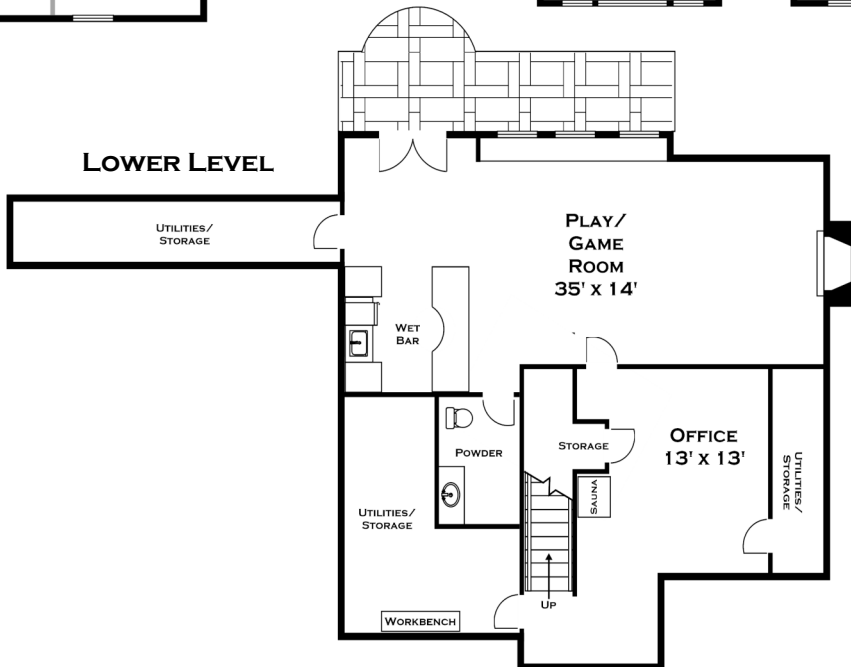 LOWER LEVEL
UTILITIES/
STORAGE
PLAY/
GAME
ROOM
35' X 14'
WET
BAR
POWDER
STORAGE
OFFICE
13' X 13'
UTILITIES/
STORAGE
SAUNA
UTILITIES/
STORAGE
UP
WORKBENCH